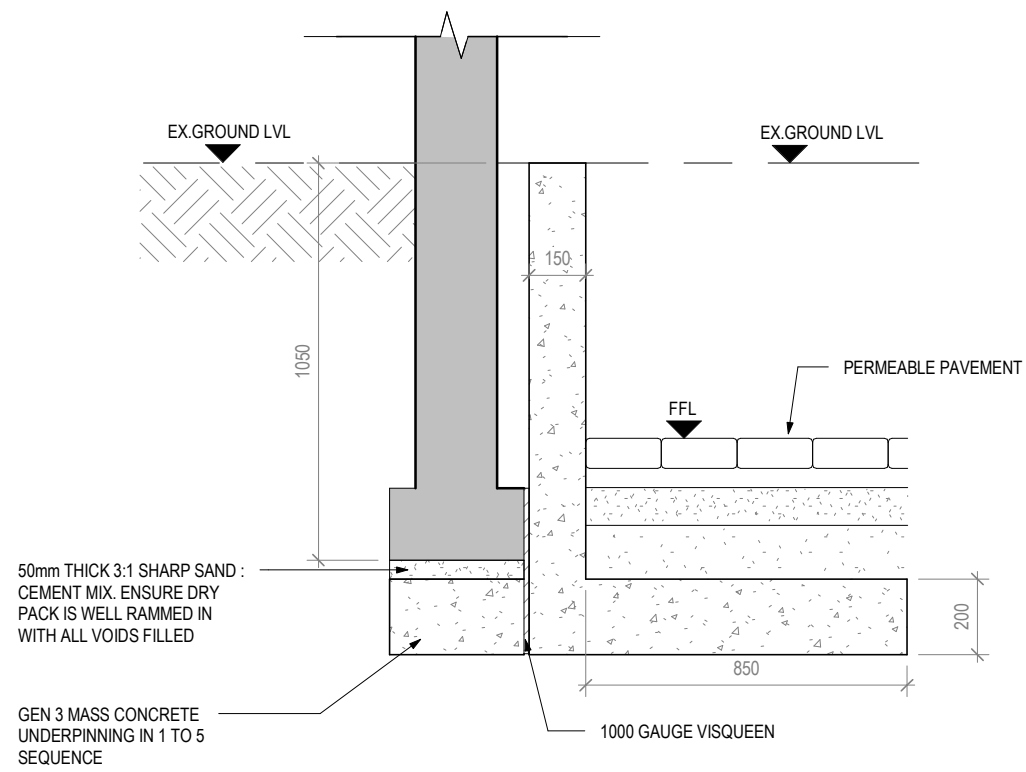 EX.GROUND LVL
EX.GROUND LVL
150
1050
PERMEABLE PAVEMENT
FFL
50mm THICK 3:1 SHARP SAND :
CEMENT MIX. ENSURE DRY
PACK IS WELL RAMMED IN
WITH ALL VOIDS FILLED
200
850
GEN 3 MASS CONCRETE
UNDERPINNING IN 1 TO 5
SEQUENCE
1000 GAUGE VISQUEEN